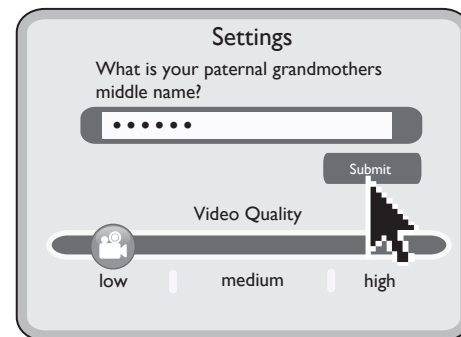 Settings
What is your paternal grandmothers
middle name?
••••••
Submit
Video Quality
low medium high